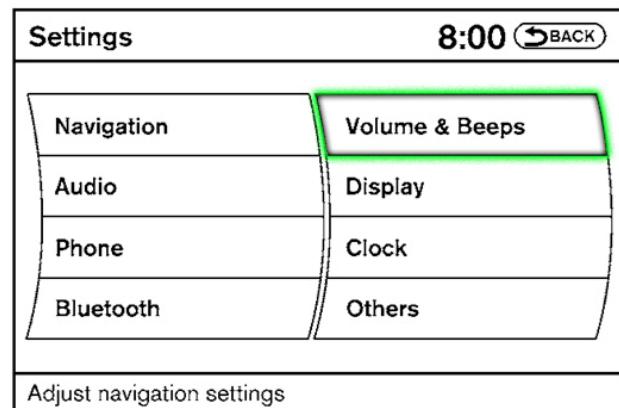 Settings 8:00 BACK
Navigation Volume & Beeps
Audio Display
Phone Clock
Bluetooth Others
Adjust navigation settings